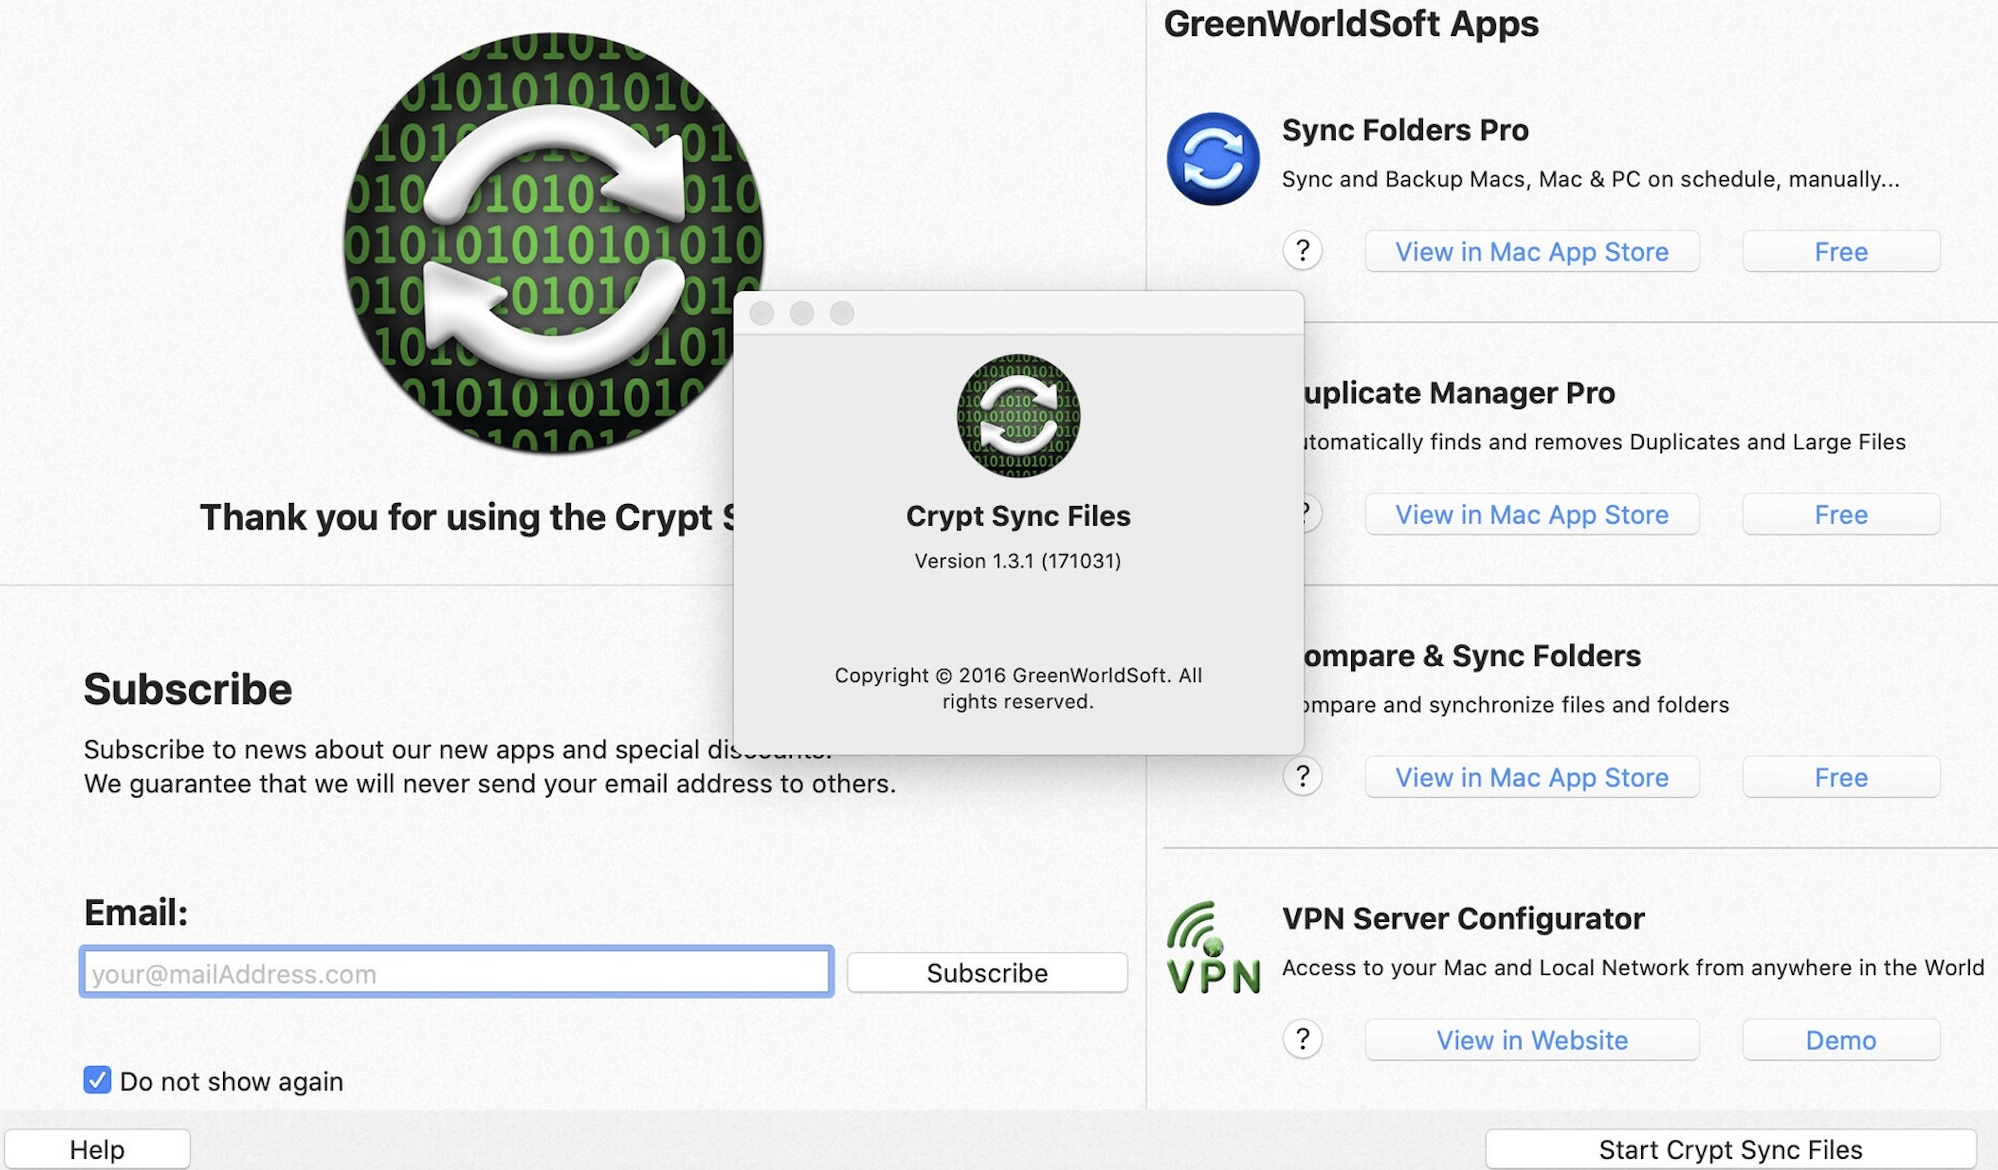 Thank you for using the Crypt
Subscribe
Subscribe to news about our new apps and special discounts.
We guarantee that we will never send your email address to others.
Email:
your@mailAddress.com
Subscribe
Do not show again
Help
Crypt Sync Files
Version 1.3.1 (171031)
Copyright © 2016 GreenWorldSoft. All
rights reserved.
GreenWorldSoft Apps
Sync Folders Pro
Sync and Backup Macs, Mac & PC on schedule, manually...
?
View in Mac App Store
Free
uplicate Manager Pro
utomatically finds and removes Duplicates and Large Files
?
View in Mac App Store
Free
ompare & Sync Folders
ompare and synchronize files and folders
?
View in Mac App Store
Free
VPN
VPN Server Configurator
Access to your Mac and Local Network from anywhere in the World
?
View in Website
Demo
Start Crypt Sync Files